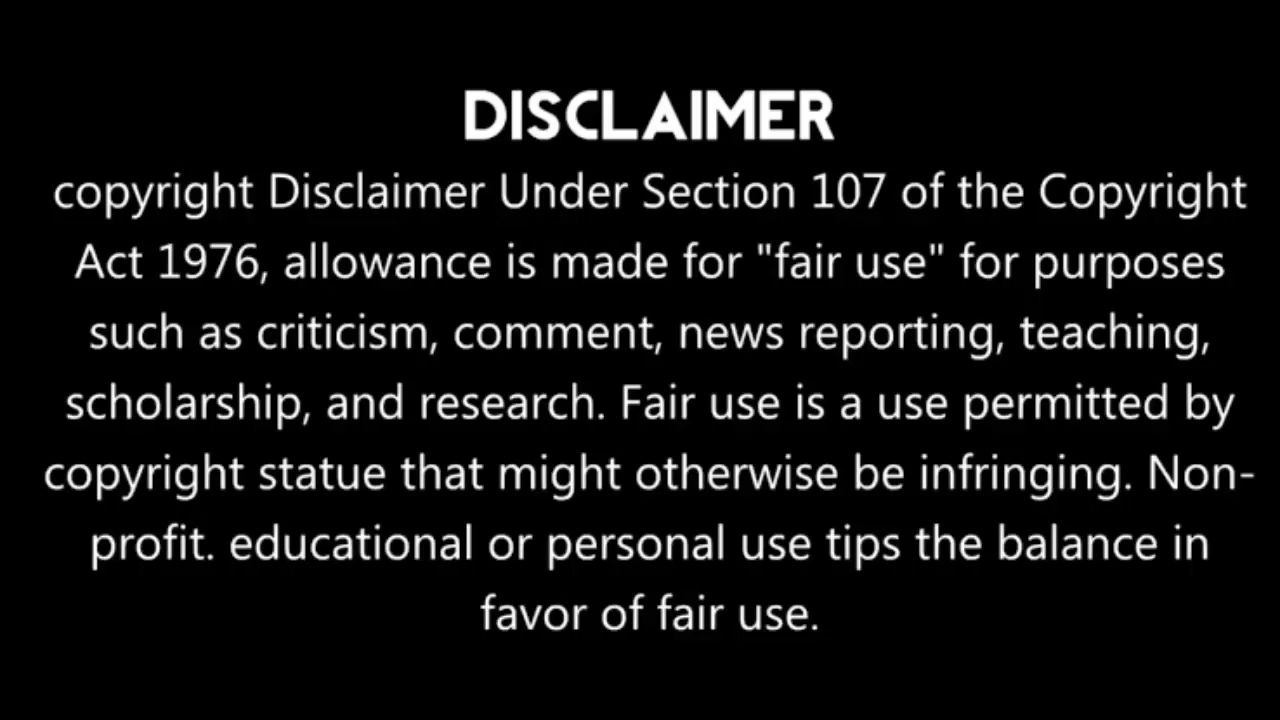 DISCLAIMER
copyright Disclaimer Under Section 107 of the Copyright
Act 1976, allowance is made for "fair use" for purposes
such as criticism, comment, news reporting, teaching,
scholarship, and research. Fair use is a use permitted by
copyright statue that might otherwise be infringing. Non-
profit. educational or personal use tips the balance in
favor of fair use.